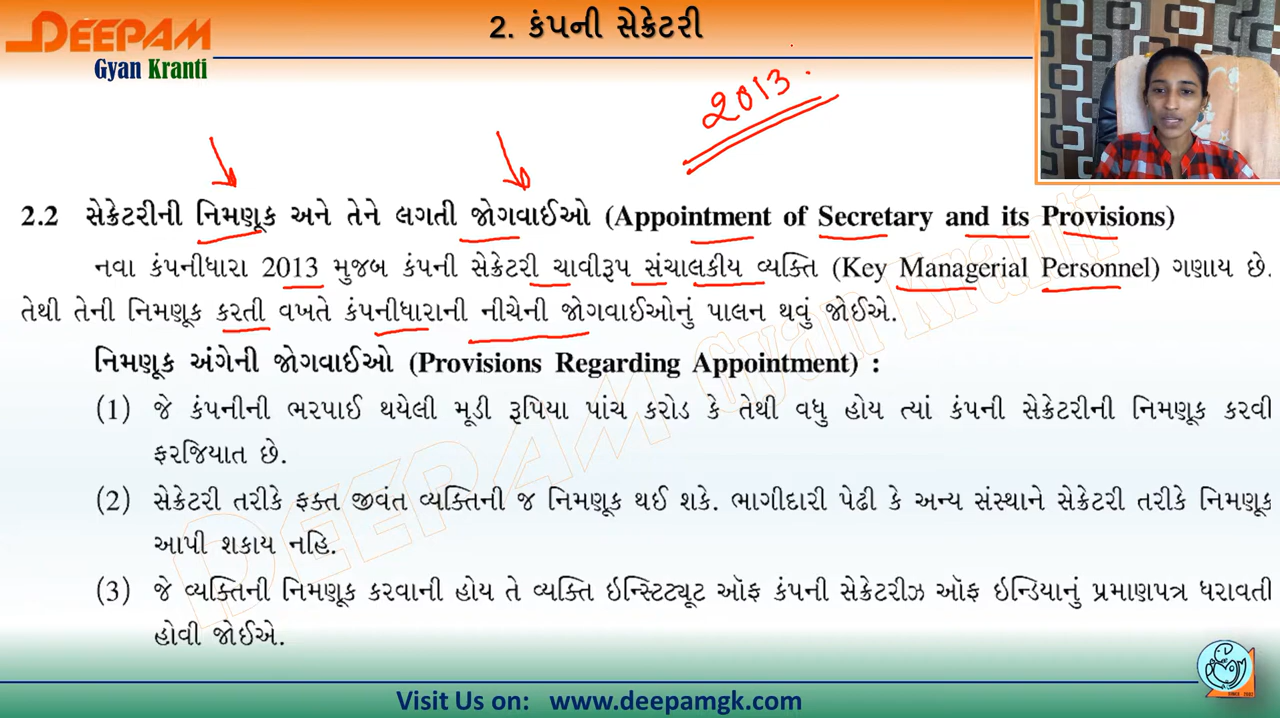 DEEPAM
Gyan Kranti
2. કંપની સેક્રેટરી
2013
2.2 સેક્રેટરીની નિમણૂક અને તેને લગતી જોગવાઈઓ (Appointment of Secretary and its Provisions)
નવા કંપનીધારા 2013 મુજબ કંપની સેક્રેટરી ચાવીરૂપ સંચાલકીય વ્યક્તિ (Key Managerial Personnel) ગણાય છે.
તેથી તેની નિમણૂક કરતી વખતે કંપનીધારાની નીચેની જોગવાઈઓનું પાલન થવું જોઈએ.
નિમણૂક અંગેની જોગવાઈઓ (Provisions Regarding Appointment) :
(1) જે કંપનીની ભરપાઈ થયેલી મૂડી રૂપિયા પાંચ કરોડ કે તેથી વધુ હોય ત્યાં કંપની સેક્રેટરીની નિમણૂક કરવી
ફરજિયાત છે.
(2) સેક્રેટરી તરીકે ફક્ત જીવંત વ્યક્તિની જ નિમણૂક થઈ શકે. ભાગીદારી પેઢી કે અન્ય સંસ્થાને સેક્રેટરી તરીકે નિમણૂક
આપી શકાય નહિ.
(3) જે વ્યક્તિની નિમણૂક કરવાની હોય તે વ્યક્તિ ઇન્સ્ટિટ્યૂટ ઑફ કંપની સેક્રેટરીઝ ઑફ ઇન્ડિયાનું પ્રમાણપત્ર ધરાવતી
હોવી જોઈએ.
DEEPAM Gyan Kranti
Visit Us on: www.deepamgk.com